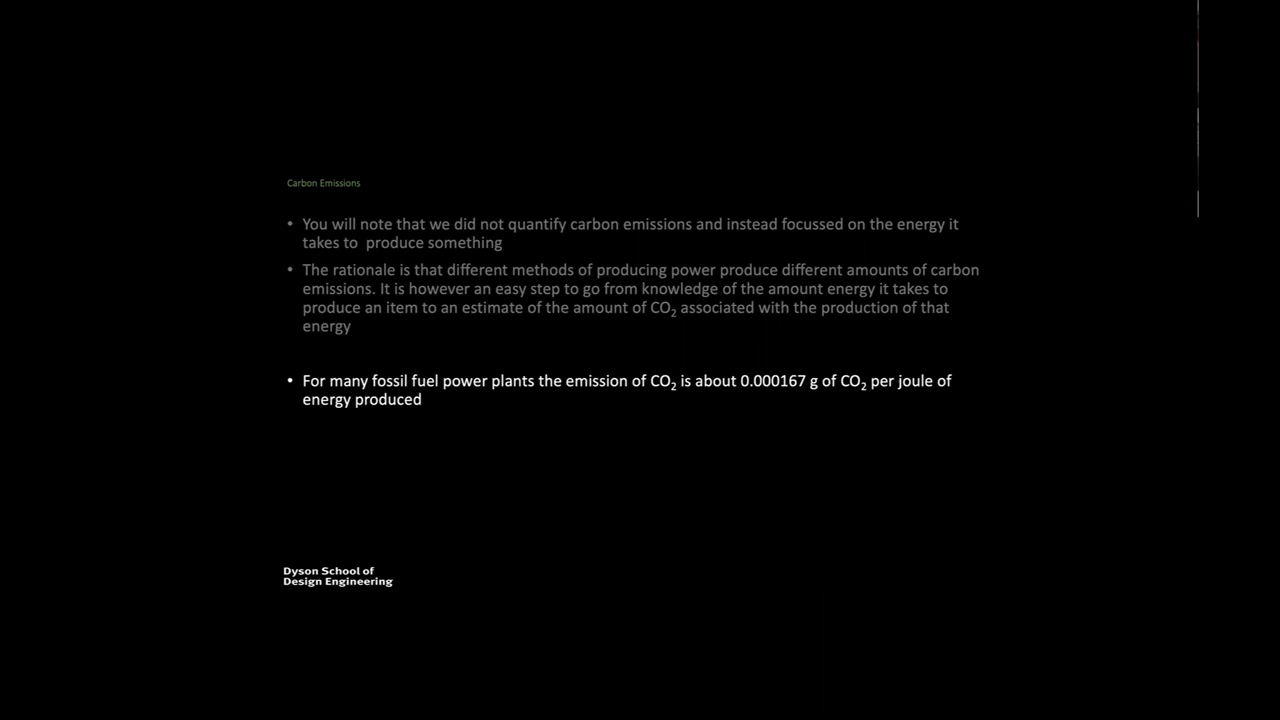 Carbon Emissions
• You will note that we did not quantify carbon emissions and instead focussed on the energy it
takes to  produce something
• The rationale is that different methods of producing power produce different amounts of carbon
emissions. It is however an easy step to go from knowledge of the amount energy it takes to
produce an item to an estimate of the amount of CO₂ associated with the production of that
energy
• For many fossil fuel power plants the emission of CO₂ is about 0.000167 g of CO₂ per joule of
energy produced
Dyson School of
Design Engineering